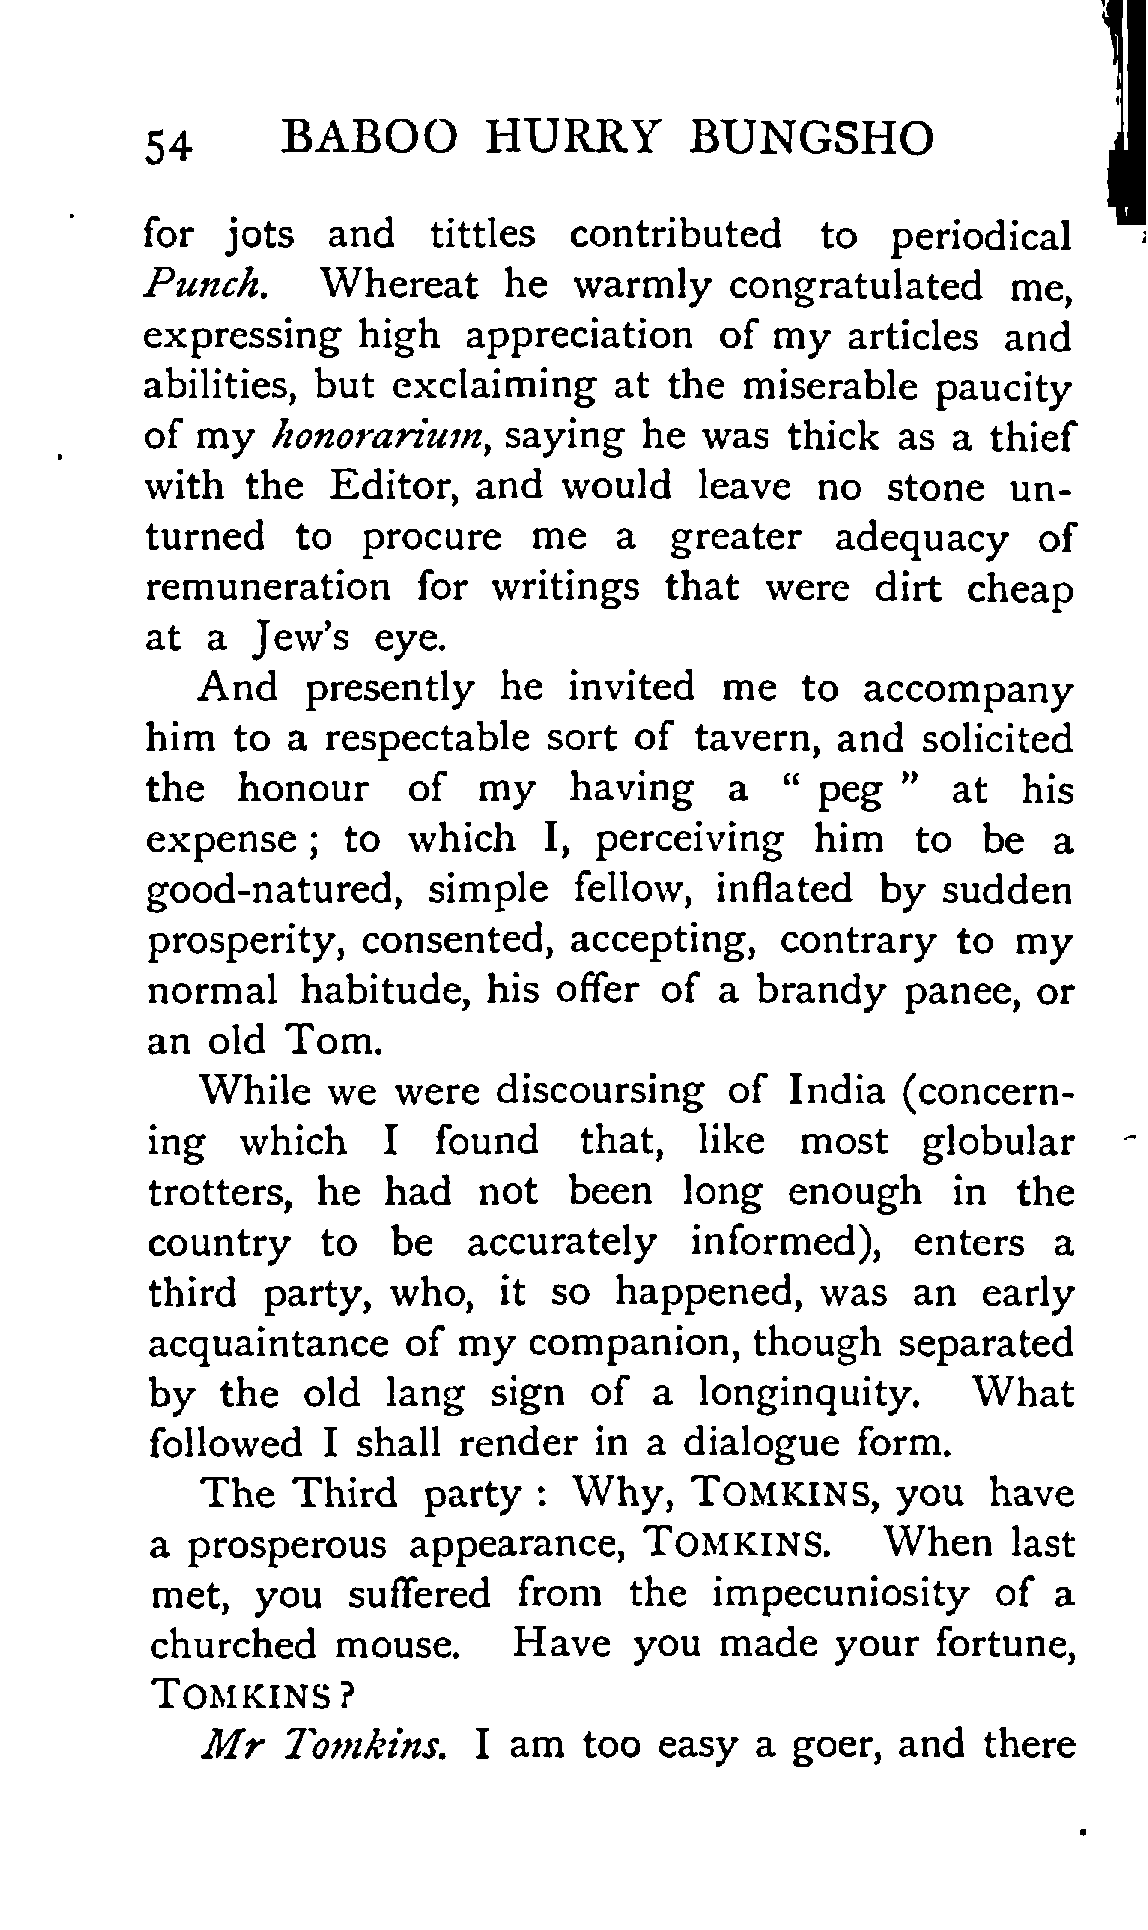 54 BABOO HURRY BUNGSHO
for jots and tittles contributed to periodical
Punch. Whereat he warmly congratulated me,
expressing high appreciation of my articles and
abilities, but exclaiming at the miserable paucity
of my honorarium, saying he was thick as a thief
with the Editor, and would leave no stone un-
turned to procure me a greater adequacy of
remuneration for writings that were dirt cheap
at a Jew's eye.
And presently he invited me to accompany
him to a respectable sort of tavern, and solicited
the honour of my having a " peg " at his
expense ; to which I, perceiving him to be a
good-natured, simple fellow, inflated by sudden
prosperity, consented, accepting, contrary to my
normal habitude, his offer of a brandy panee, or
an old Tom.
While we were discoursing of India (concern-
ing which I found that, like most globular
trotters, he had not been long enough in the
country to be accurately informed), enters a
third party, who, it so happened, was an early
acquaintance of my companion, though separated
by the old lang sign of a longinquity. What
followed I shall render in a dialogue form.
The Third party : Why, TOMKINS, you have
a prosperous appearance, TOMKINS. When last
met, you suffered from the impecuniosity of a
churched mouse. Have you made your fortune,
TOMKINS ?
Mr Tomkins. I am too easy a goer, and there